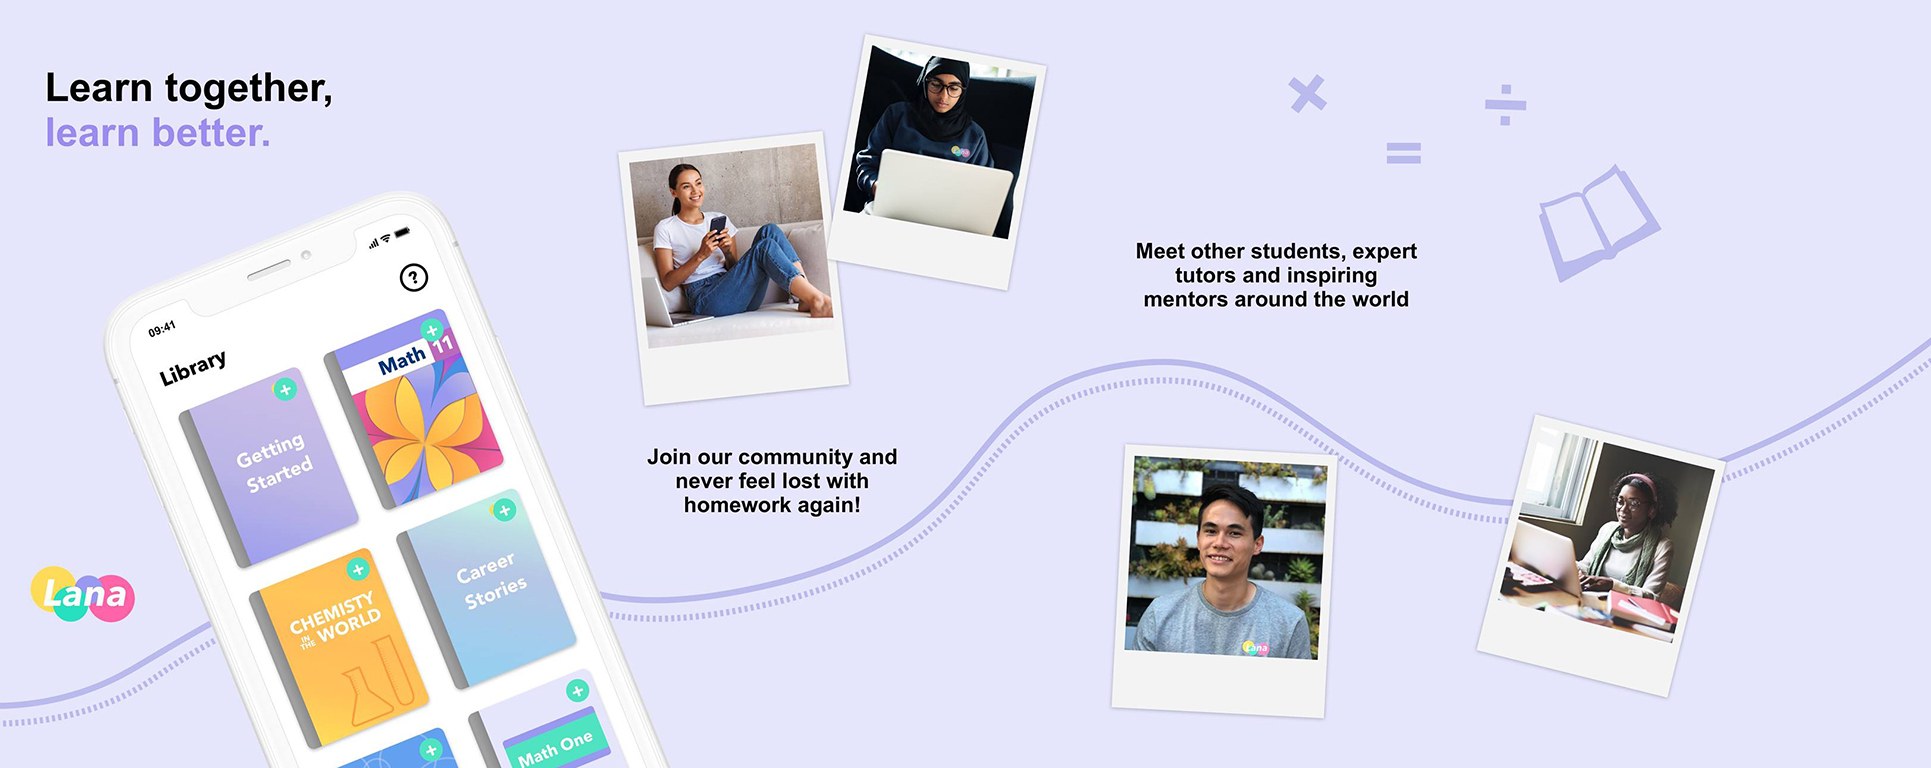 Learn together,
learn better.
09:41
Library
Getting
Started
Math 11
CHEMISTY
IN THE WORLD
Career
Stories
Math One
Lana
Join our community and
never feel lost with
homework again!
Meet other students, expert
tutors and inspiring
mentors around the world
Lana
Lana